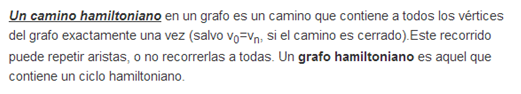 Un camino hamiltoniano en un grafo es un camino que contiene a todos los vértices
del grafo exactamente una vez (salvo v0=vn, si el camino es cerrado).Este recorrido
puede repetir aristas, o no recorrerlas a todas. Un grafo hamiltoniano es aquel que
contiene un ciclo hamiltoniano.